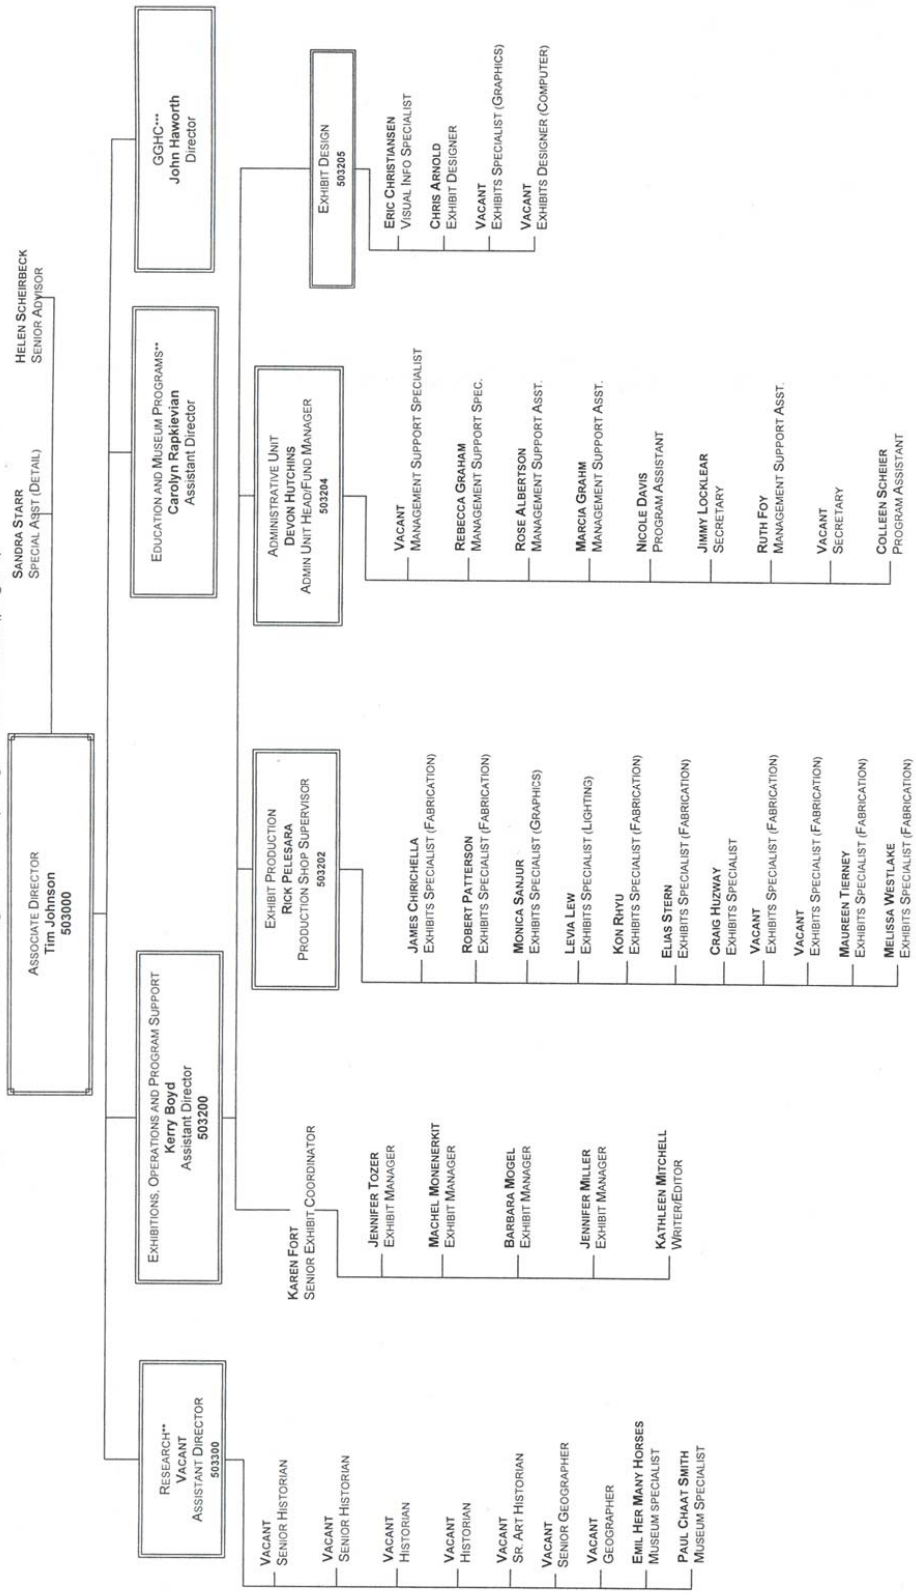 ASSOCIATE DIRECTOR
Tim Johnson
503000
SANDRA STARR
SPECIAL ASST (DETAIL)
HELEN SCHEIRBECK
SENIOR ADVISOR
RESEARCH**
VACANT
ASSISTANT DIRECTOR
503300
EXHIBITIONS, OPERATIONS AND PROGRAM SUPPORT
Kerry Boyd
Assistant Director
503200
EDUCATION AND MUSEUM PROGRAMS**
Carolyn Rapkievian
Assistant Director
GGHC***
John Haworth
Director
VACANT
SENIOR HISTORIAN
VACANT
SENIOR HISTORIAN
VACANT
HISTORIAN
VACANT
HISTORIAN
VACANT
SR. ART HISTORIAN
VACANT
SENIOR GEOGRAPHER
VACANT
GEOGRAPHER
EMIL HER MANY HORSES
MUSEUM SPECIALIST
PAUL CHAAT SMITH
MUSEUM SPECIALIST
KAREN FORT
SENIOR EXHIBIT COORDINATOR
JENNIFER TOZER
EXHIBIT MANAGER
MACHEL MONENERKIT
EXHIBIT MANAGER
BARBARA MOGEL
EXHIBIT MANAGER
JENNIFER MILLER
EXHIBIT MANAGER
KATHLEEN MITCHELL
WRITER/EDITOR
EXHIBIT PRODUCTION
RICK PELESARA
PRODUCTION SHOP SUPERVISOR
503202
JAMES CHRICHELLA
EXHIBITS SPECIALIST (FABRICATION)
ROBERT PATTERSON
EXHIBITS SPECIALIST (FABRICATION)
MONICA SANJUR
EXHIBITS SPECIALIST (GRAPHICS)
LEVIA LEW
EXHIBITS SPECIALIST (LIGHTING)
KON RHYU
EXHIBITS SPECIALIST (FABRICATION)
ELIAS STERN
EXHIBITS SPECIALIST (FABRICATION)
CRAIG HUZWAY
EXHIBITS SPECIALIST
VACANT
EXHIBITS SPECIALIST (FABRICATION)
VACANT
EXHIBITS SPECIALIST (FABRICATION)
MAUREEN TIERNEY
EXHIBITS SPECIALIST (FABRICATION)
MELISSA WESTLAKE
EXHIBITS SPECIALIST (FABRICATION)
ADMINISTRATIVE UNIT
DEVON HUTCHINS
ADMIN UNIT HEAD/FUND MANAGER
503204
VACANT
MANAGEMENT SUPPORT SPECIALIST
REBECCA GRAHAM
MANAGEMENT SUPPORT SPEC.
ROSE ALBERTSON
MANAGEMENT SUPPORT ASST.
MARCIA GRAHM
MANAGEMENT SUPPORT ASST.
NICOLE DAVIS
PROGRAM ASSISTANT
JIMMY LOCKLEAR
SECRETARY
RUTH FOY
MANAGEMENT SUPPORT ASST.
VACANT
SECRETARY
COLLEEN SCHEIER
PROGRAM ASSISTANT
EXHIBIT DESIGN
503205
ERIC CHRISTIANSEN
VISUAL INFO SPECIALIST
CHRIS ARNOLD
EXHIBIT DESIGNER
VACANT
EXHIBITS SPECIALIST (GRAPHICS)
VACANT
EXHIBITS DESIGNER (COMPUTER)